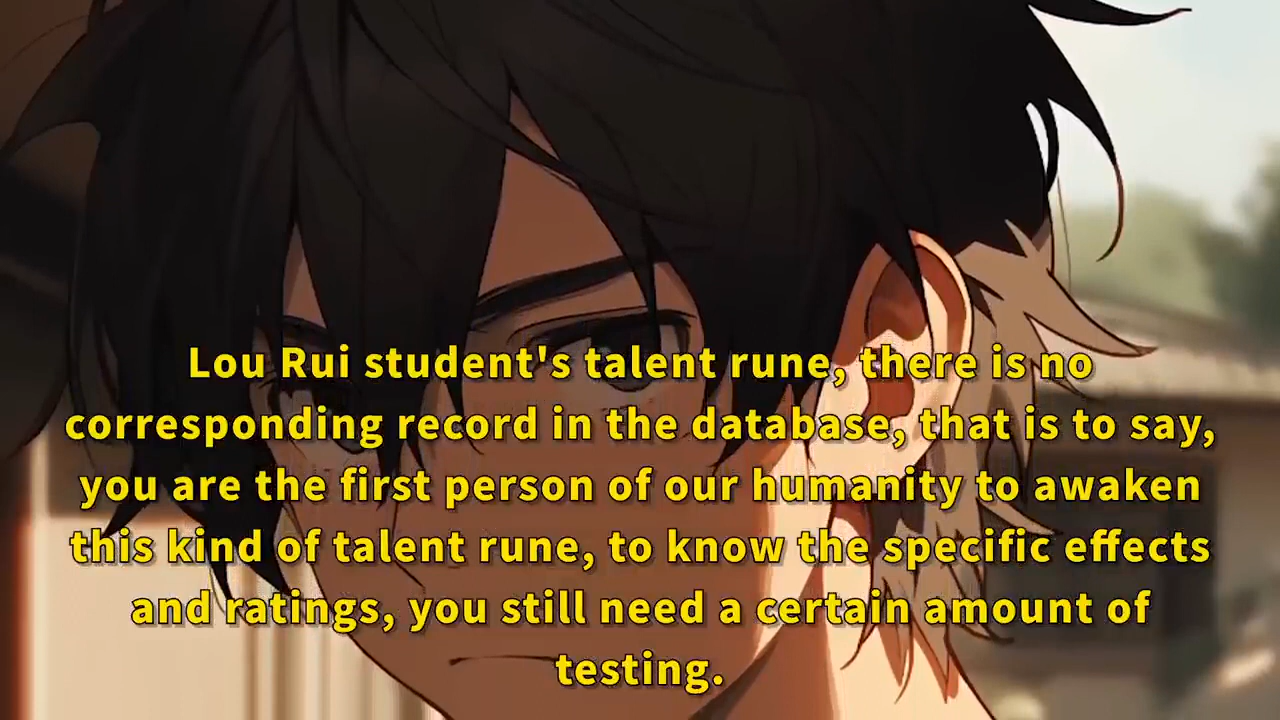 Lou Rui student's talent rune, there is no
corresponding record in the database, that is to say,
you are the first person of our humanity to awaken
this kind of talent rune, to know the specific effects
and ratings, you still need a certain amount of
testing.